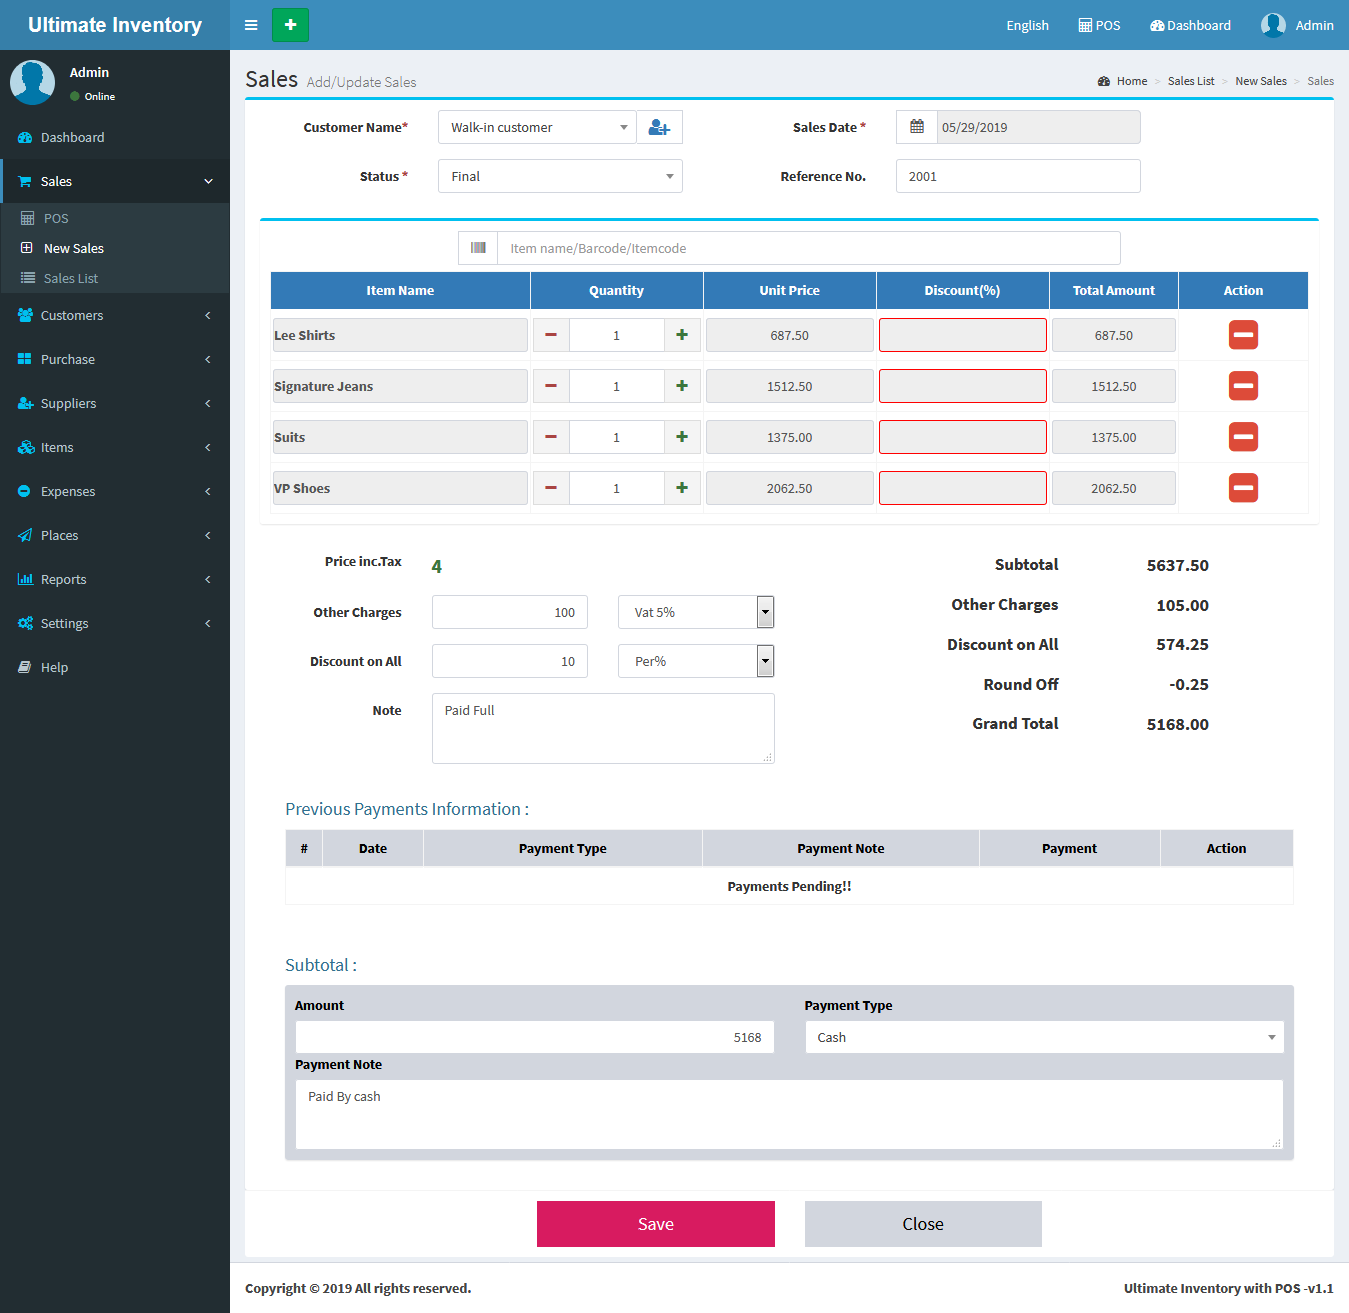 Ultimate Inventory
English
POS
Dashboard
Admin
Admin
Online
Dashboard
Sales
POS
New Sales
Sales List
Customers
Purchase
Suppliers
Items
Expenses
Places
Reports
Settings
Help
Sales Add/Update Sales
Home > Sales List > New Sales > Sales
Customer Name*
Walk-in customer
Sales Date *
05/29/2019
Status *
Final
Reference No.
2001
Item name/Barcode/Itemcode
Item Name Quantity Unit Price Discount(%) Total Amount Action
Lee Shirts 1 687.50 687.50
Signature Jeans 1 1512.50 1512.50
Suits 1 1375.00 1375.00
VP Shoes 1 2062.50 2062.50
Price inc.Tax 4
Other Charges 100 Vat 5%
Discount on All 10 Per%
Note Paid Full
Subtotal 5637.50
Other Charges 105.00
Discount on All 574.25
Round Off -0.25
Grand Total 5168.00
Previous Payments Information :
# Date Payment Type Payment Note Payment Action
Payments Pending!!
Subtotal :
Amount
5168
Payment Type
Cash
Payment Note
Paid By cash
Save
Close
Copyright © 2019 All rights reserved.
Ultimate Inventory with POS -v1.1